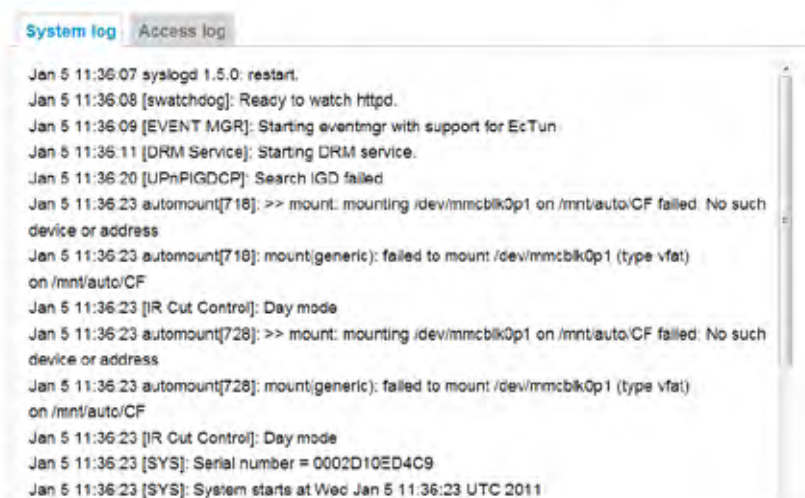 System log Access log
Jan 5 11:36:07 syslogd 1.5.0: restart.
Jan 5 11:36:08 [swatchdog]: Ready to watch httpd.
Jan 5 11:36:09 [EVENT MGR]: Starting eventmgr with support for EcTun
Jan 5 11:36:11 [DRM Service]: Starting DRM service.
Jan 5 11:36:20 [UPnPIGDCP]: Search IGD failed
Jan 5 11:36:23 automount[718]: >> mount: mounting /dev/mmcblk0p1 on /mnt/auto/CF failed: No such
device or address
Jan 5 11:36:23 automount[718]: mount(generic): failed to mount /dev/mmcblk0p1 (type vfat)
on /mnt/auto/CF
Jan 5 11:36:23 [IR Cut Control]: Day mode
Jan 5 11:36:23 automount[728]: >> mount: mounting /dev/mmcblk0p1 on /mnt/auto/CF failed: No such
device or address
Jan 5 11:36:23 automount[728]: mount(generic): failed to mount /dev/mmcblk0p1 (type vfat)
on /mnt/auto/CF
Jan 5 11:36:23 [IR Cut Control]: Day mode
Jan 5 11:36:23 [SYS]: Serial number = 0002D10ED4C9
Jan 5 11:36:23 [SYS]: System starts at Wed Jan 5 11:36:23 UTC 2011